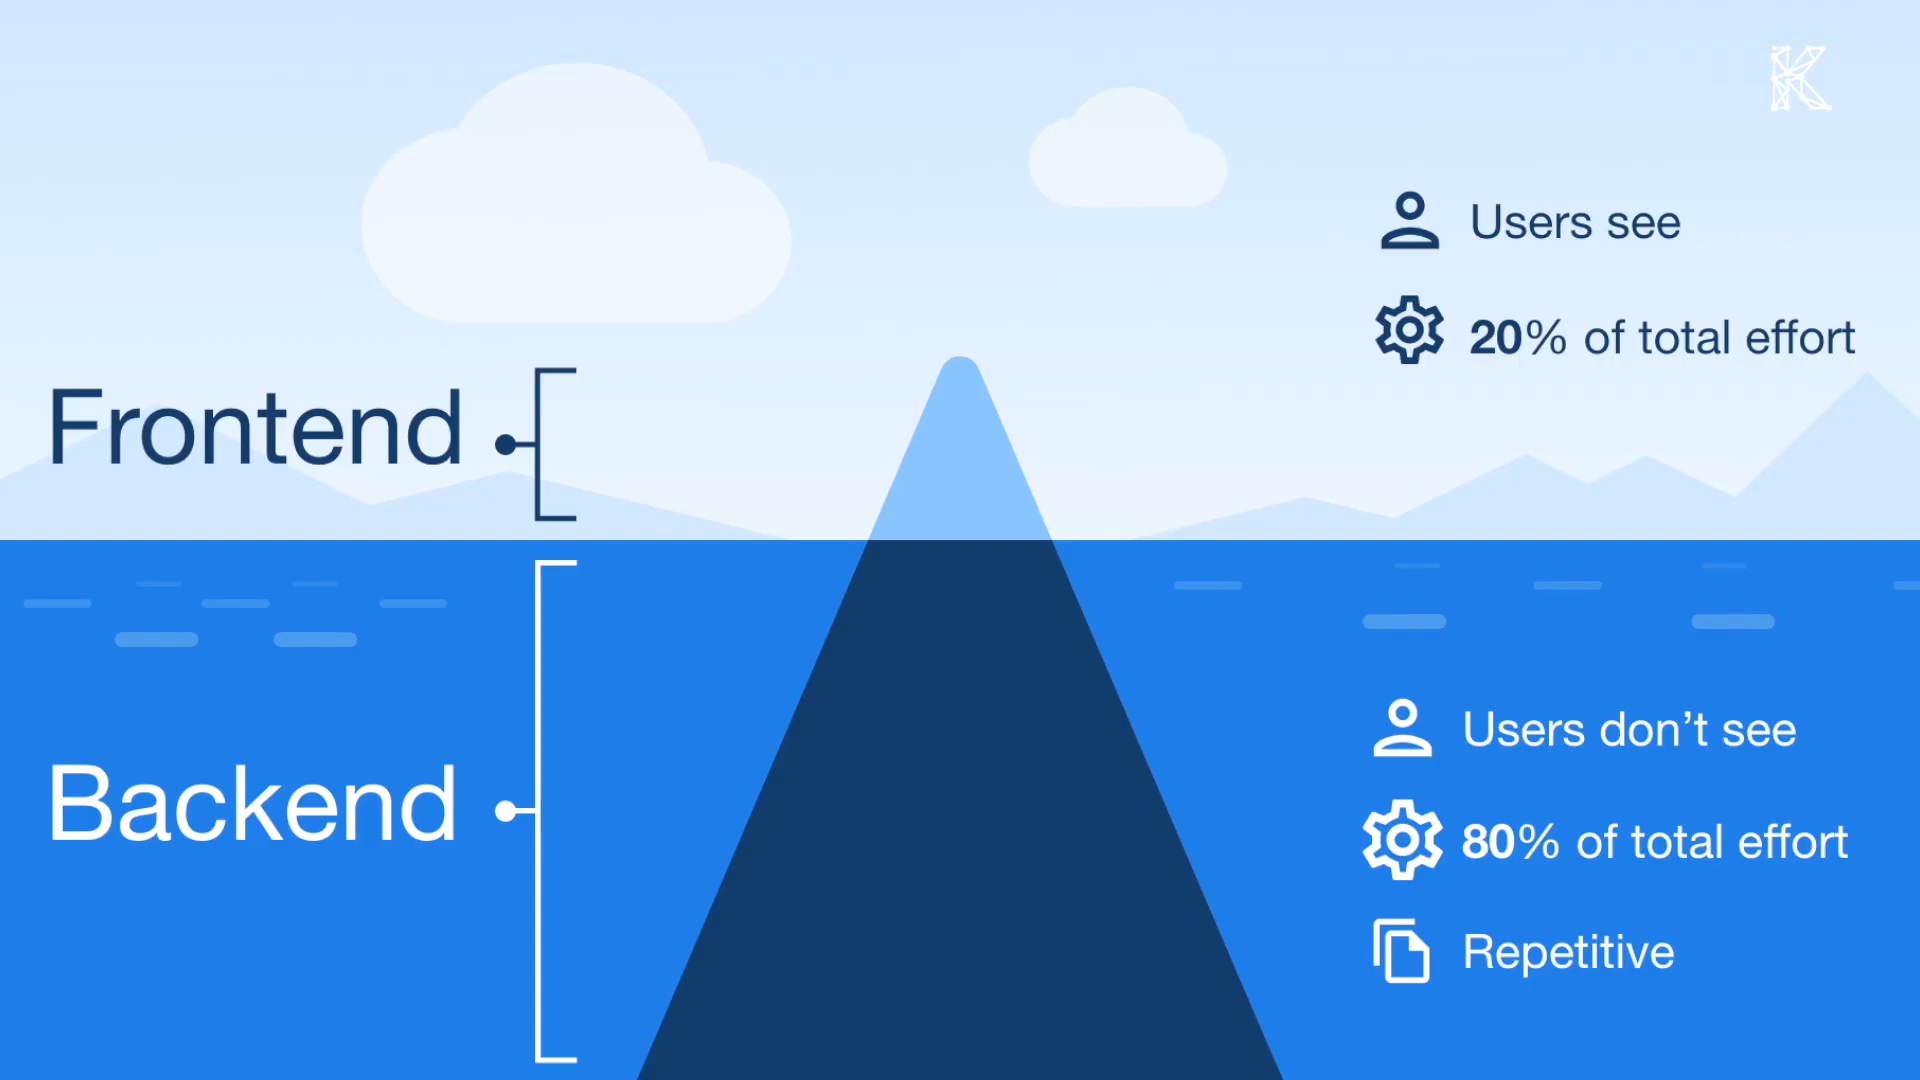 K
Users see
20% of total effort
Frontend
Backend
Users don’t see
80% of total effort
Repetitive